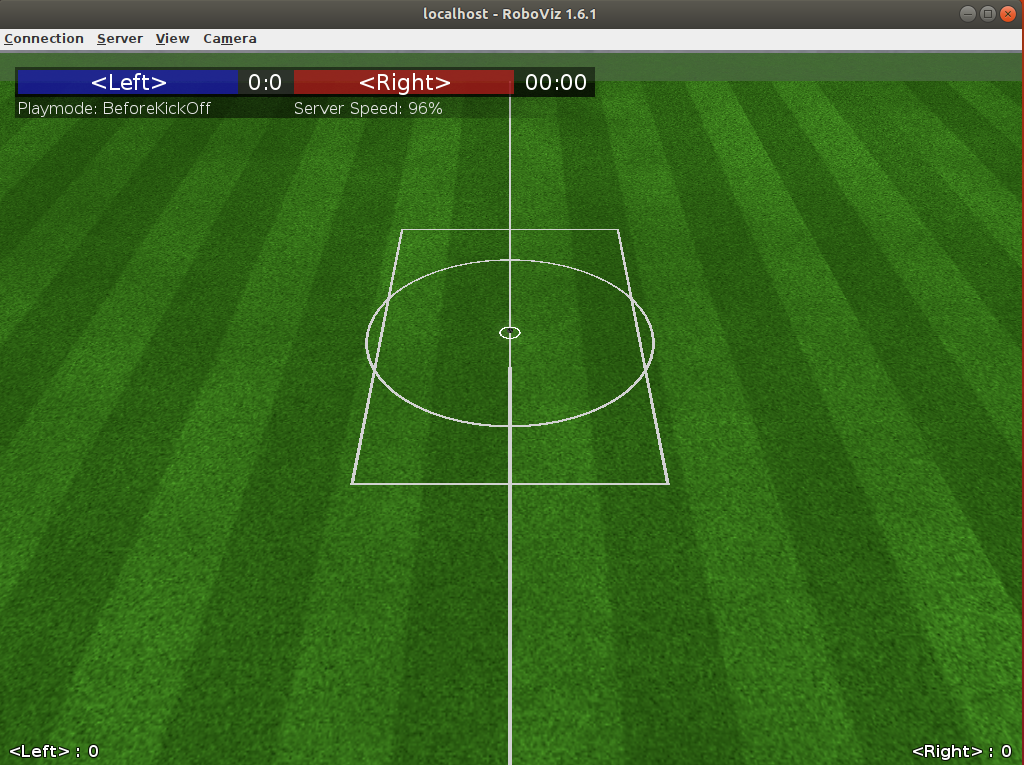 localhost - RoboViz 1.6.1
Connection Server View Camera
<Left> 0:0 <Right> 00:00
Playmode: BeforeKickOff Server Speed: 96%
<Left> : 0 <Right> : 0